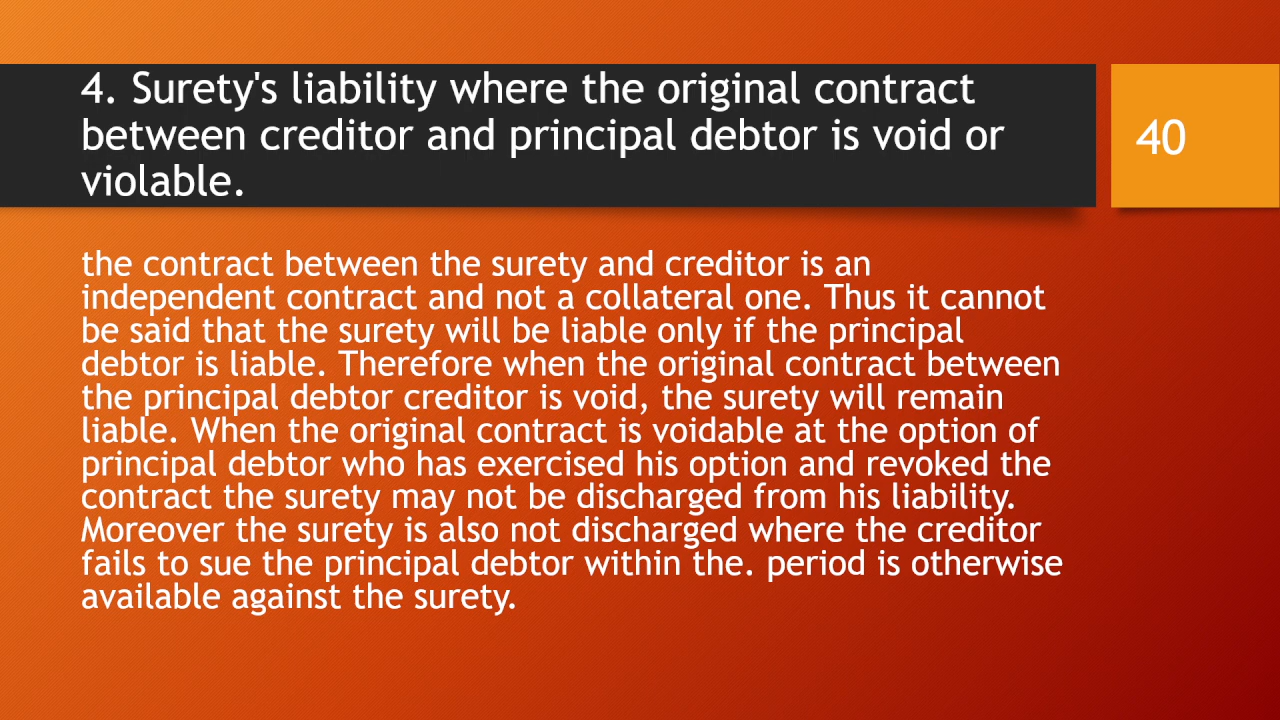 4. Surety's liability where the original contract
between creditor and principal debtor is void or
violable.
40
the contract between the surety and creditor is an
independent contract and not a collateral one. Thus it cannot
be said that the surety will be liable only if the principal
debtor is liable. Therefore when the original contract between
the principal debtor creditor is void, the surety will remain
liable. When the original contract is voidable at the option of
principal debtor who has exercised his option and revoked the
contract the surety may not be discharged from his liability.
Moreover the surety is also not discharged where the creditor
fails to sue the principal debtor within the. period is otherwise
available against the surety.